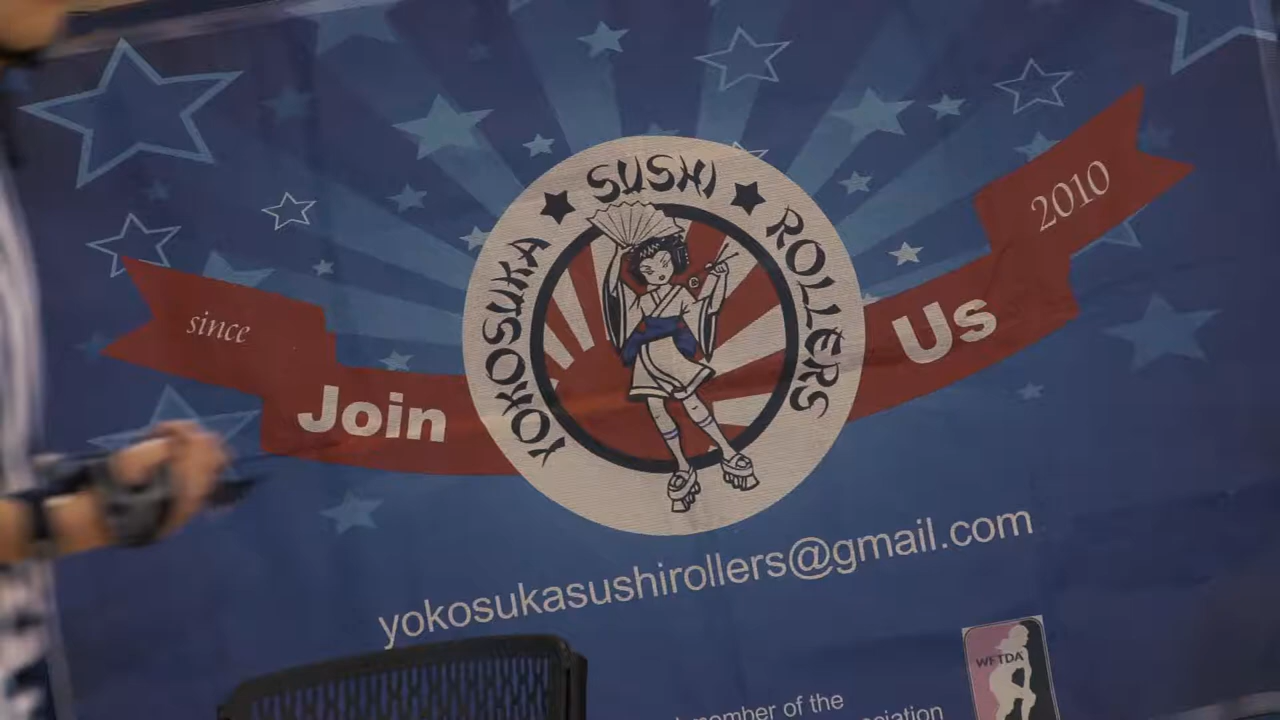 YOKOSUKA SUSHI ROLLERS
since
Join
Us
2010
yokosukasushirollers@gmail.com
member of the
WFTDA